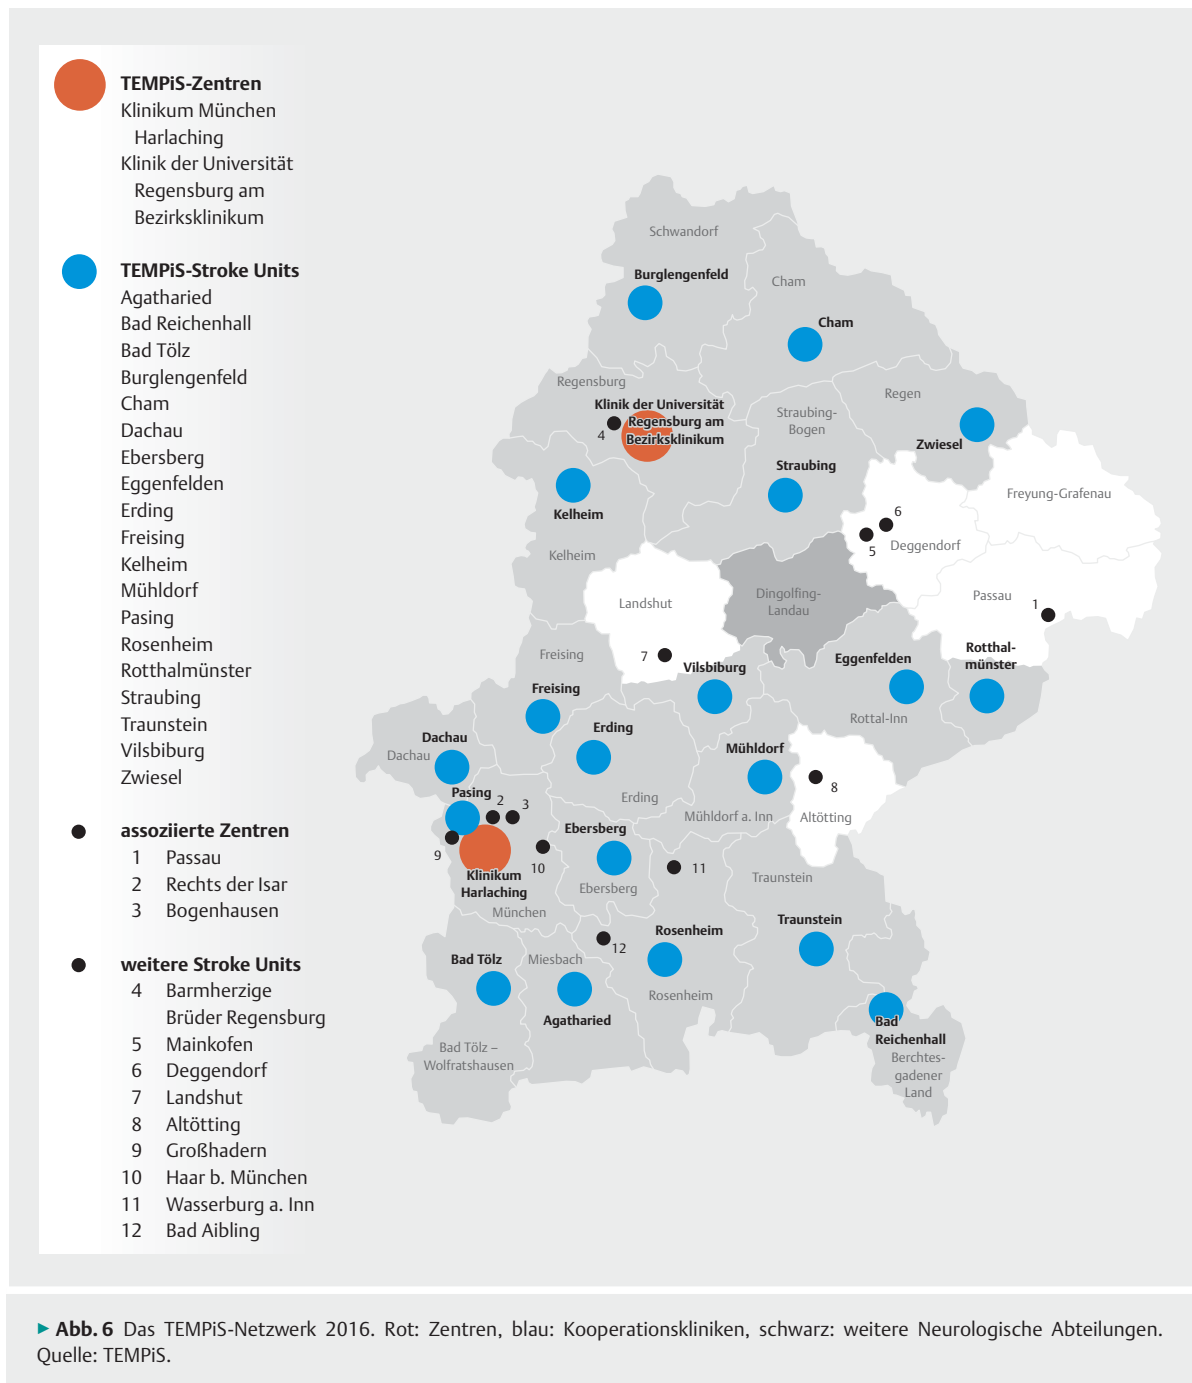 TEMPiS-Zentren
Klinikum München
Harlaching
Klinik der Universität
Regensburg am
Bezirksklinikum
TEMPiS-Stroke Units
Agatharied
Bad Reichenhall
Bad Tölz
Burglengenfeld
Cham
Dachau
Ebersberg
Eggenfelden
Erding
Freising
Kelheim
Mühldorf
Pasing
Rosenheim
Rotthalmünster
Straubing
Traunstein
Vilsbiburg
Zwiesel
assoziierte Zentren
1 Passau
2 Rechts der Isar
3 Bogenhausen
weitere Stroke Units
4 Barmherzige
Brüder Regensburg
5 Mainkofen
6 Deggendorf
7 Landshut
8 Altötting
9 Großhadern
10 Haar b. München
11 Wasserburg a. Inn
12 Bad Aibling
Schwandorf
Burglengenfeld
Cham
Cham
Regensburg
Klinik der Universität
Regensburg am
Bezirksklinikum
4
Straubing-
Bogen
Regen
Zwiesel
Straubing
Kelheim
Kelheim
Freyung-Grafenau
6
5
Deggendorf
Landshut
7
Dingolfing-
Landau
Passau
1
Rotthal-
münster
Eggenfelden
Rottal-Inn
Vilsbiburg
Freising
Freising
Erding
Erding
Dachau
Dachau
Mühldorf
Mühldorf a. Inn
8
Altötting
Pasing
2
3
9
10
Klinikum
Harlaching
München
Ebersberg
Ebersberg
11
Traunstein
Traunstein
12
Rosenheim
Rosenheim
Bad Tölz
Miesbach
Agatharied
Bad Tölz –
Wolfratshausen
Bad
Reichenhall
Berchtes-
gadener
Land
▶ Abb. 6 Das TEMPiS-Netzwerk 2016. Rot: Zentren, blau: Kooperationskliniken, schwarz: weitere Neurologische Abteilungen.
Quelle: TEMPiS.